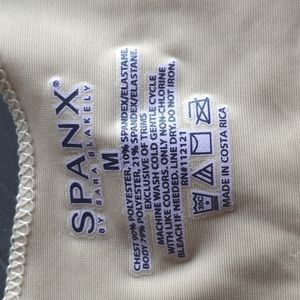 SPANX®
BY SARA BLAKELY
M
CHEST 90% POLYESTER, 10% SPANDEX/ELASTANE.
BODY 79% POLYESTER, 21% SPANDEX/ELASTANE.
EXCLUSIVE OF TRIMS
MACHINE WASH COLD. GENTLE CYCLE
WITH LIKE COLORS. ONLY NON-CHLORINE
BLEACH IF NEEDED. LINE DRY. DO NOT IRON.
RN#112121
MADE IN COSTA RICA